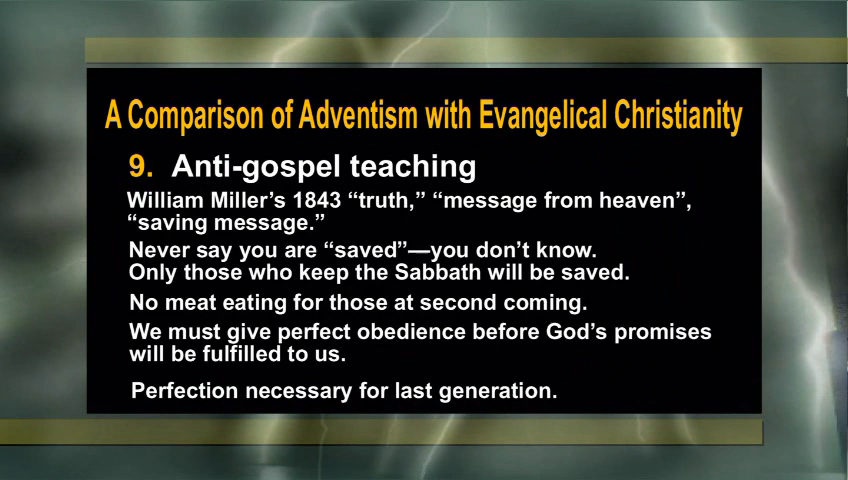 A Comparison of Adventism with Evangelical Christianity
9. Anti-gospel teaching
William Miller’s 1843 “truth,” “message from heaven”,
“saving message.”
Never say you are “saved”—you don’t know.
Only those who keep the Sabbath will be saved.
No meat eating for those at second coming.
We must give perfect obedience before God’s promises
will be fulfilled to us.
Perfection necessary for last generation.